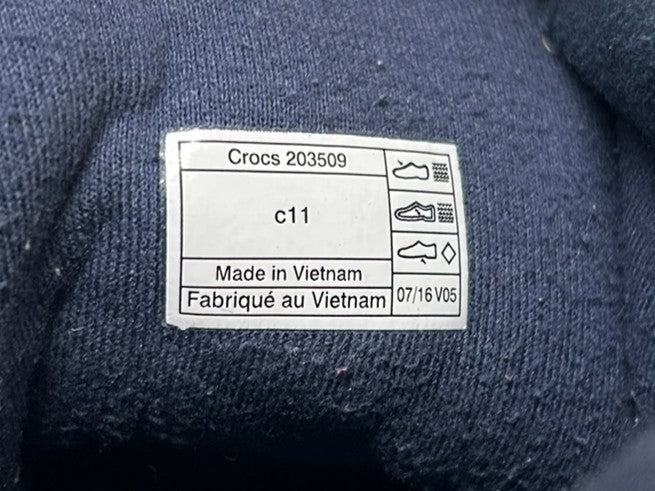 Crocs 203509
c11
Made in Vietnam
Fabriqué au Vietnam
07/16 V05